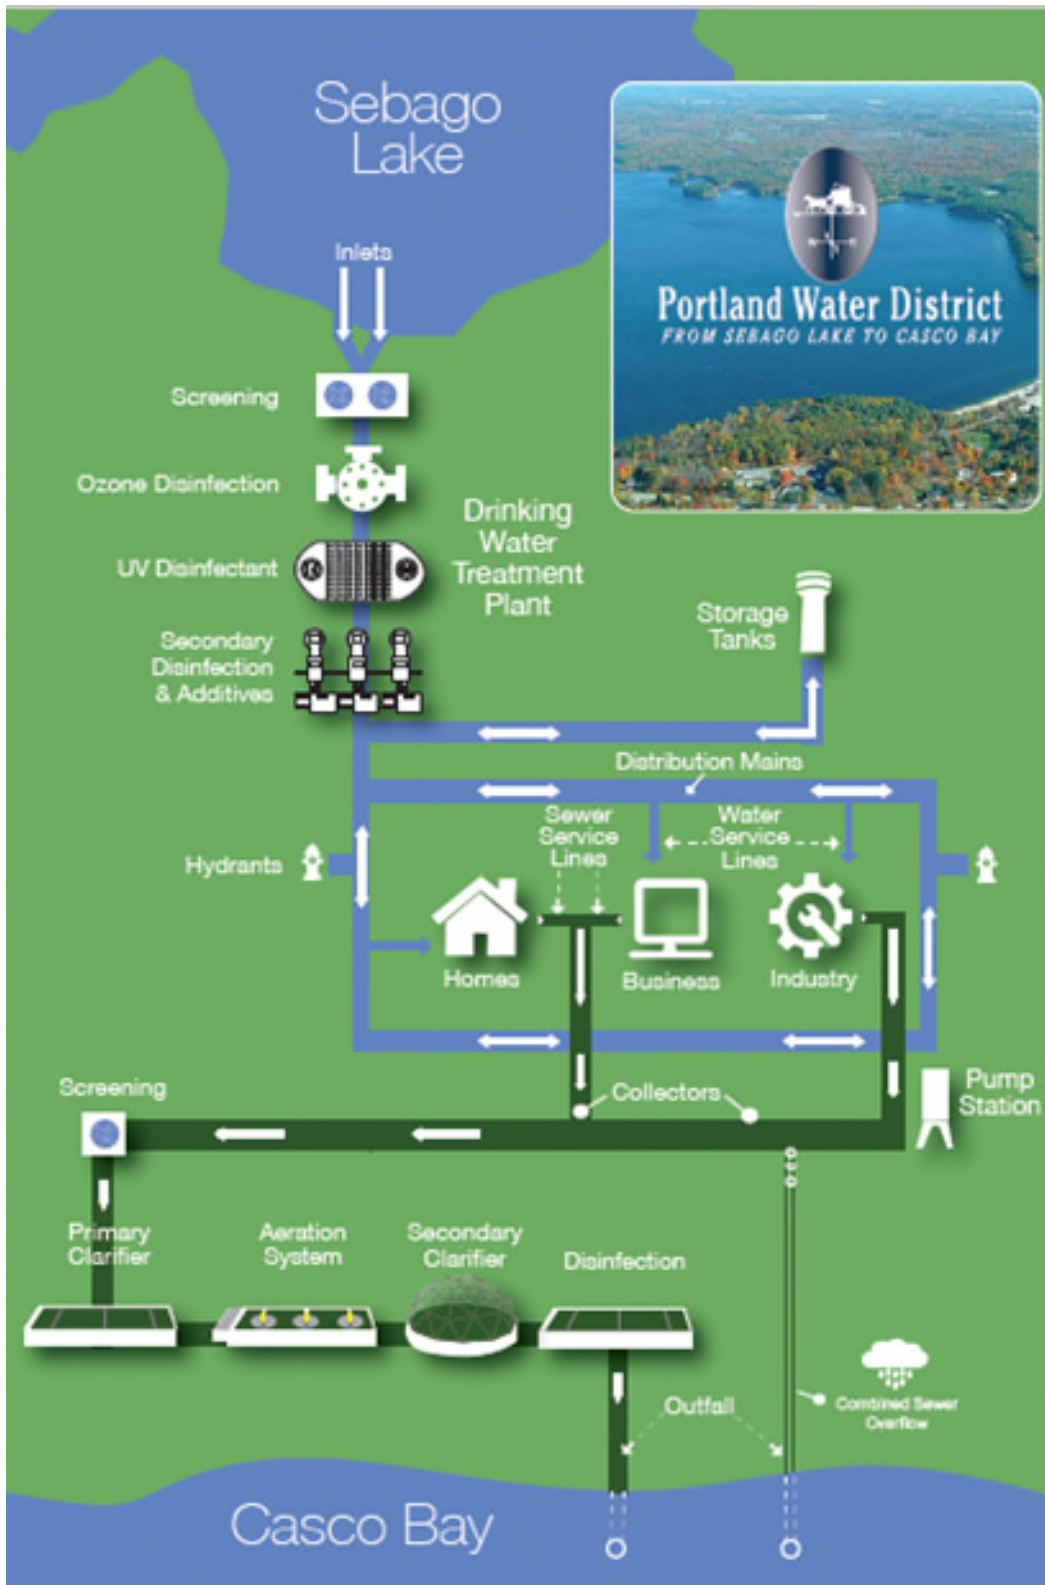 Sebago
Lake
Inlets
Portland Water District
FROM SEBAGO LAKE TO CASCO BAY
Screening
Ozone Disinfection
Drinking
Water
Treatment
Plant
UV Disinfectant
Secondary
Disinfection
& Additives
Storage
Tanks
Distribution Mains
Sewer
Service
Lines
Water
Service
Lines
Hydrants
Homes
Business
Industry
Screening
Collectors
Pump
Station
Primary
Clarifier
Aeration
System
Secondary
Clarifier
Disinfection
Outfall
Combined Sewer
Overflow
Casco Bay